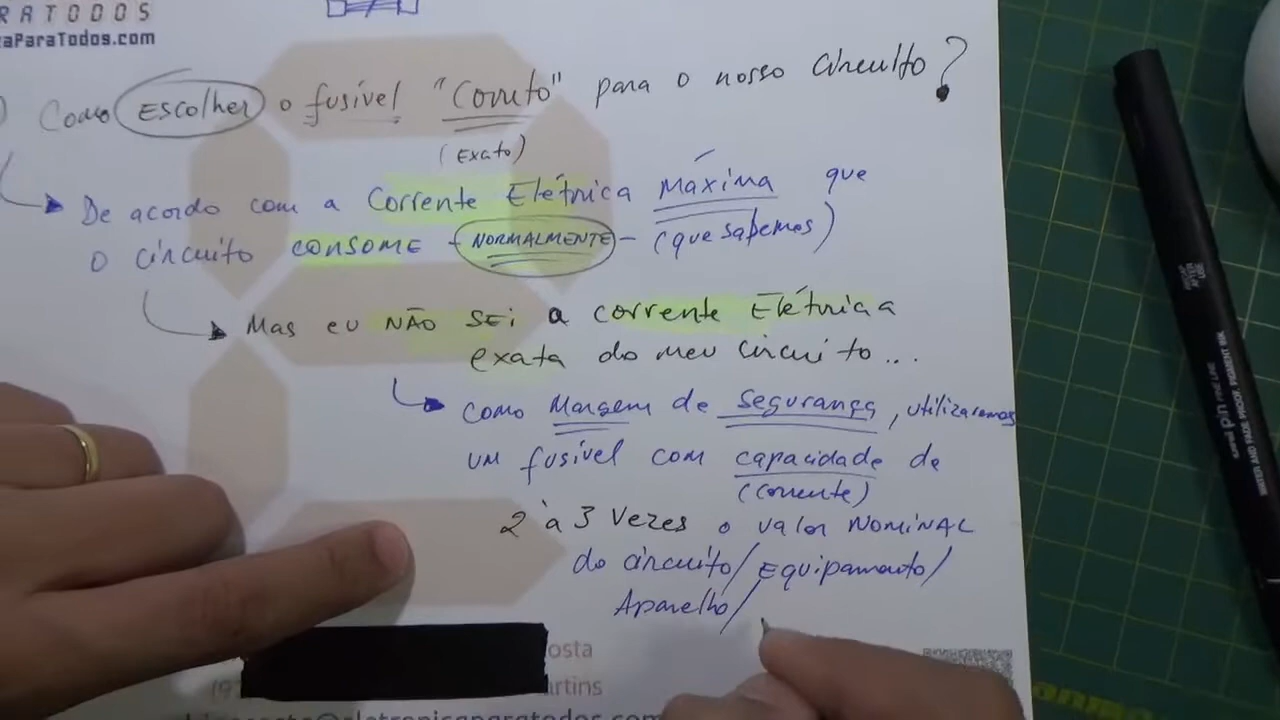 RATODOS
aParaTodos.com
Como ESCOLHER o fusível "Correto" para o nosso circuito?
(Exato)
De acordo com a Corrente Elétrica Máxima que
o circuito consome - NORMALMENTE - (que sabemos)
Mas eu NÃO SEI a corrente Elétrica
exata do meu circuito...
como Margem de Segurança, utilizaremos
um fusível com capacidade de
(corrente)
2 à 3 Vezes o valor NOMINAL
do circuito/Equipamento/
Aparelho/
osta
artins
@eletronicaparatodos.com